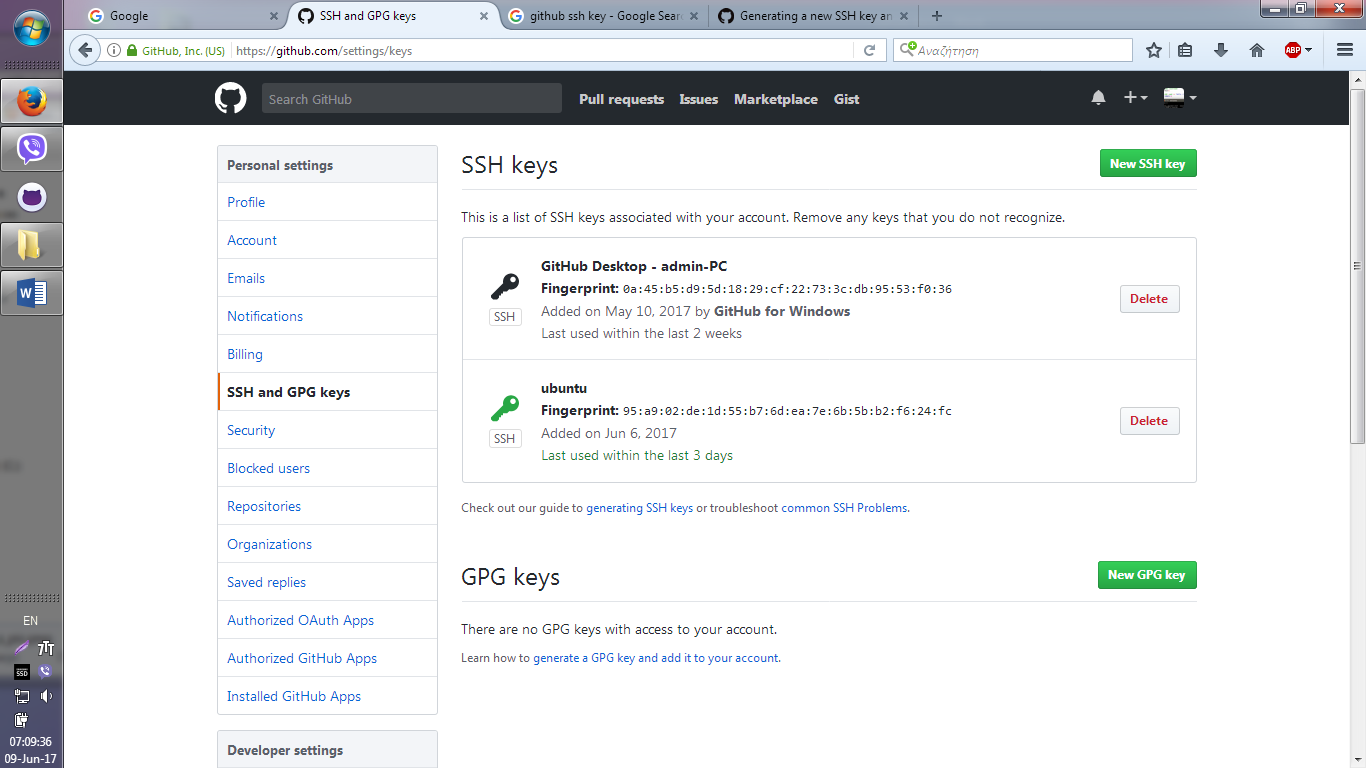 Google
SSH and GPG keys
github ssh key - Google Sear
Generating a new SSH key an
GitHub, Inc. (US)
https://github.com/settings/keys
Αναζήτηση
ABP
Search GitHub
Pull requests
Issues
Marketplace
Gist
Personal settings
Profile
Account
Emails
Notifications
Billing
SSH and GPG keys
Security
Blocked users
Repositories
Organizations
Saved replies
Authorized OAuth Apps
Authorized GitHub Apps
Installed GitHub Apps
Developer settings
SSH keys
New SSH key
This is a list of SSH keys associated with your account. Remove any keys that you do not recognize.
GitHub Desktop - admin-PC
Fingerprint: 0a:45:b5:d9:5d:18:29:cf:22:73:3c:db:95:53:f0:36
SSH
Added on May 10, 2017 by GitHub for Windows
Last used within the last 2 weeks
Delete
ubuntu
Fingerprint: 95:a9:02:de:1d:55:b7:6d:ea:7e:6b:5b:b2:f6:24:fc
SSH
Added on Jun 6, 2017
Last used within the last 3 days
Delete
Check out our guide to generating SSH keys or troubleshoot common SSH Problems.
GPG keys
New GPG key
There are no GPG keys with access to your account.
Learn how to generate a GPG key and add it to your account.
W
EN
SSD
07:09:36
09-Jun-17